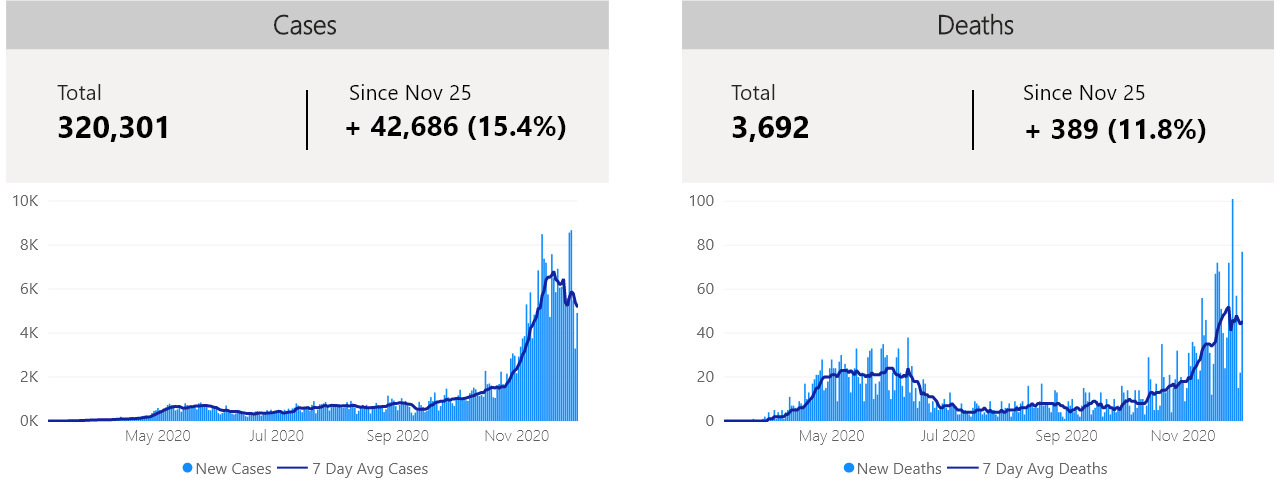 Cases
Total
320,301
Since Nov 25
+ 42,686 (15.4%)
10K
8K
6K
4K
2K
0K
May 2020
Jul 2020
Sep 2020
Nov 2020
New Cases
7 Day Avg Cases
Deaths
Total
3,692
Since Nov 25
+ 389 (11.8%)
100
80
60
40
20
0
May 2020
Jul 2020
Sep 2020
Nov 2020
New Deaths
7 Day Avg Deaths